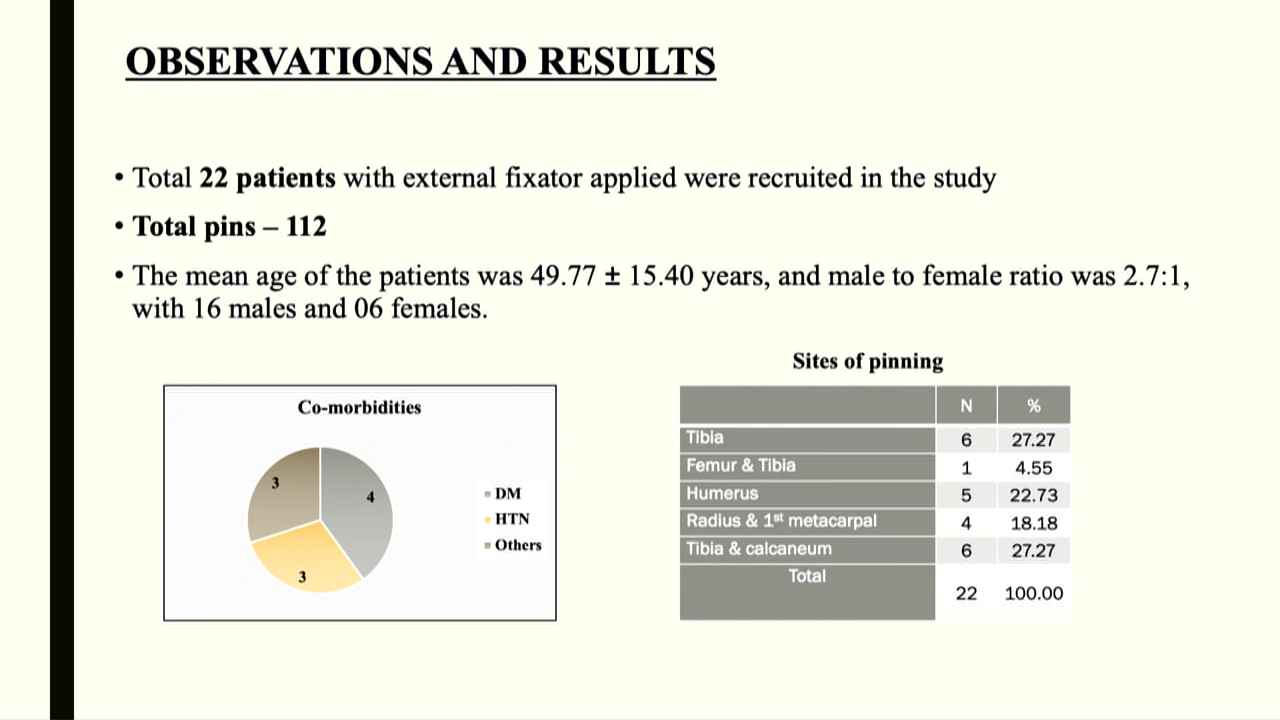 OBSERVATIONS AND RESULTS
• Total 22 patients with external fixator applied were recruited in the study
• Total pins – 112
• The mean age of the patients was 49.77 ± 15.40 years, and male to female ratio was 2.7:1,
with 16 males and 06 females.
Co-morbidities
3
4
3
DM
HTN
Others
Sites of pinning
N %
Tibia 6 27.27
Femur & Tibia 1 4.55
Humerus 5 22.73
Radius & 1st metacarpal 4 18.18
Tibia & calcaneum 6 27.27
Total 22 100.00